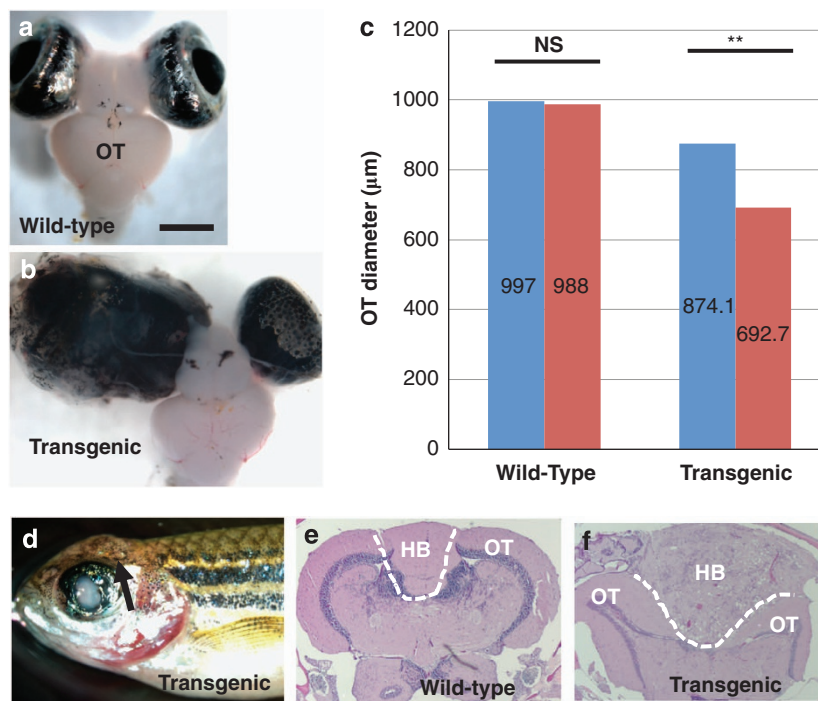 a
OT
Wild-type
b
Transgenic
c
OT diameter (μm)
1200
1000
800
600
400
200
0
NS
**
997
988
874.1
692.7
Wild-Type
Transgenic
d
Transgenic
e
HB
OT
Wild-type
f
HB
OT
OT
Transgenic